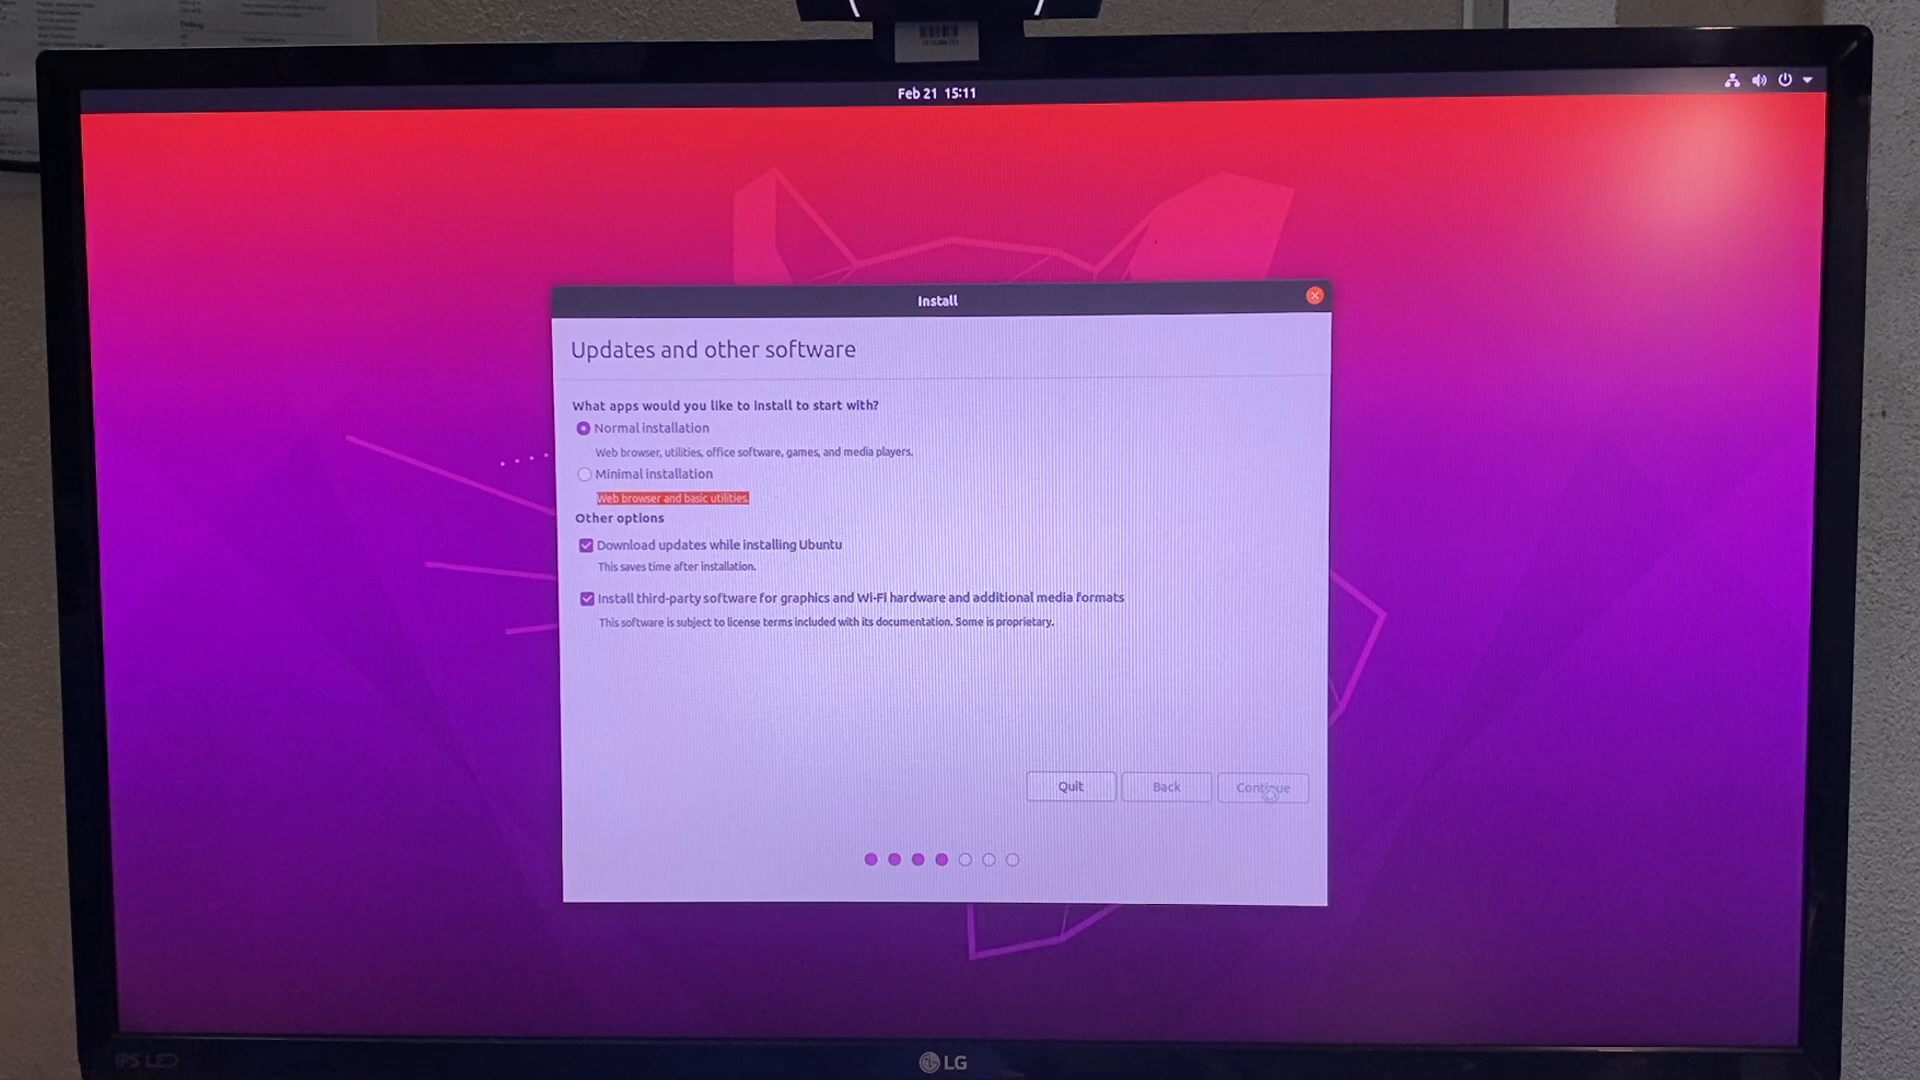 Feb 21 15:11
Install
Updates and other software
What apps would you like to install to start with?
Normal installation
Web browser, utilities, office software, games, and media players.
Minimal installation
Web browser and basic utilities.
Other options
Download updates while installing Ubuntu
This saves time after installation.
Install third-party software for graphics and Wi-Fi hardware and additional media formats
This software is subject to license terms included with its documentation. Some is proprietary.
Quit
Back
Continue
IPS LED
LG